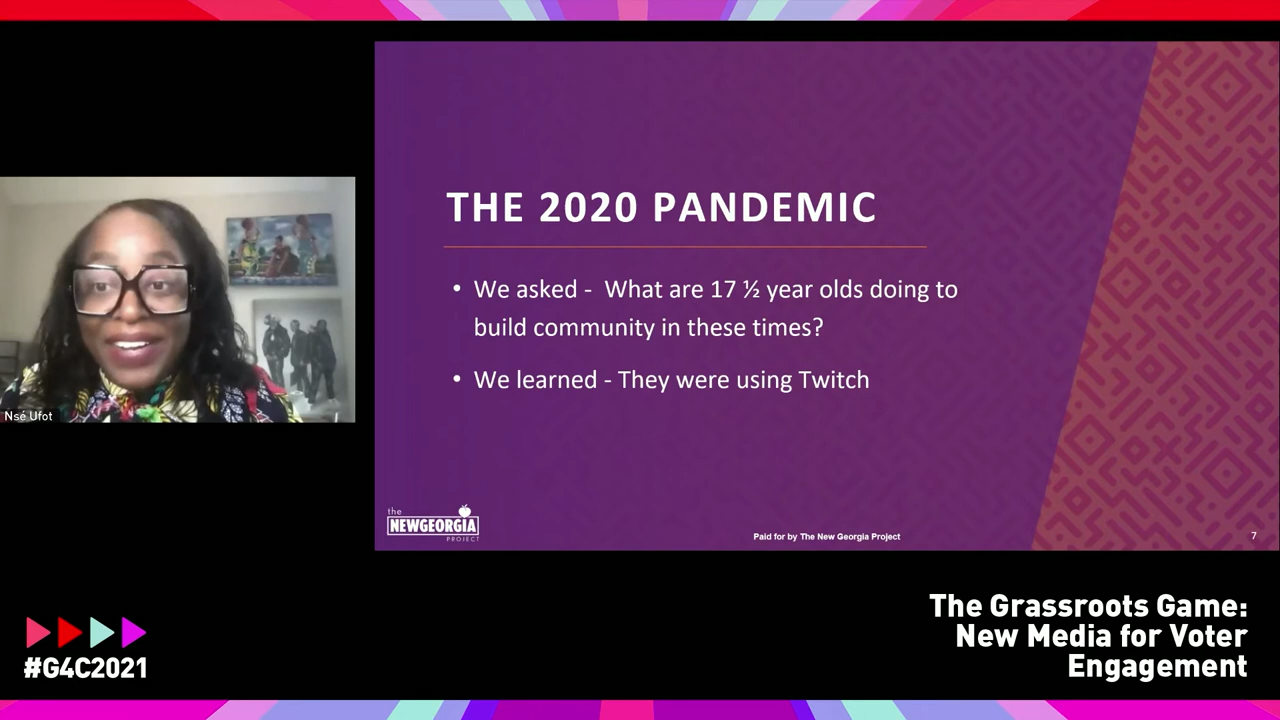 THE 2020 PANDEMIC
• We asked - What are 17 ½ year olds doing to
build community in these times?
• We learned - They were using Twitch
Nsé Ufot
the
NEWGEORGIA
PROJECT
Paid for by The New Georgia Project
7
#G4C2021
The Grassroots Game:
New Media for Voter
Engagement